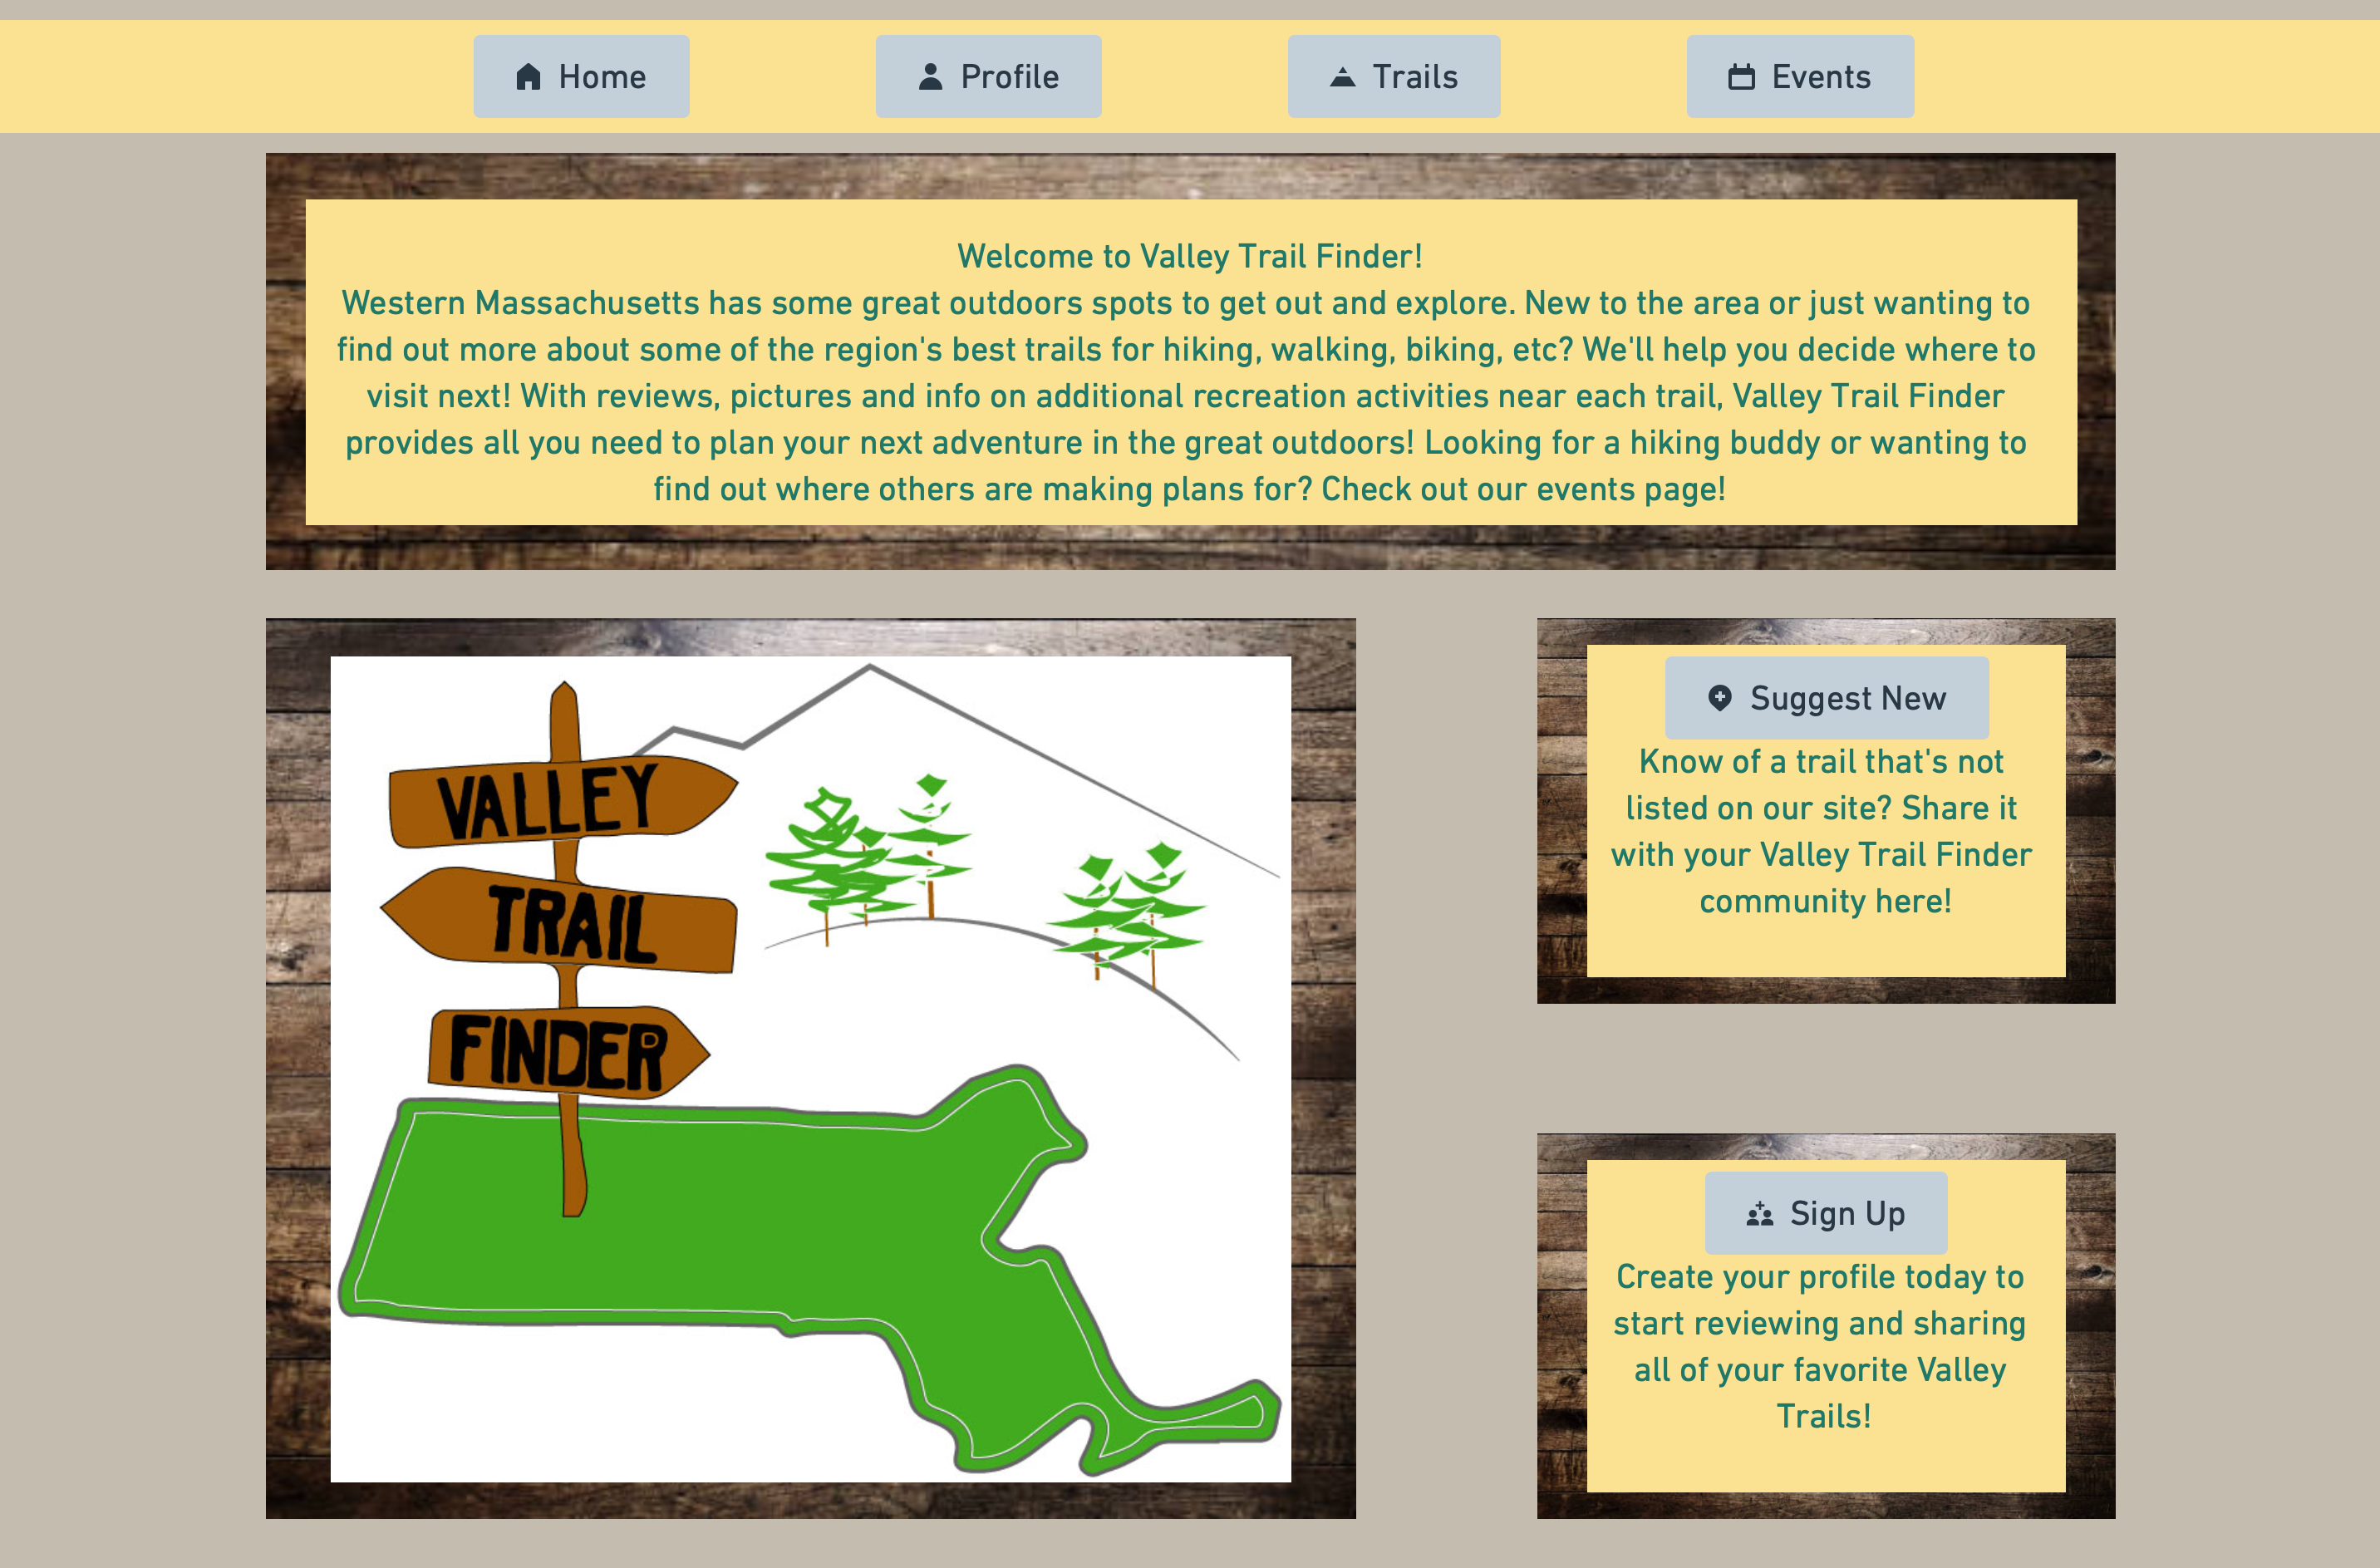 Home
Profile
Trails
Events
Welcome to Valley Trail Finder!
Western Massachusetts has some great outdoors spots to get out and explore. New to the area or just wanting to
find out more about some of the region's best trails for hiking, walking, biking, etc? We'll help you decide where to
visit next! With reviews, pictures and info on additional recreation activities near each trail, Valley Trail Finder
provides all you need to plan your next adventure in the great outdoors! Looking for a hiking buddy or wanting to
find out where others are making plans for? Check out our events page!
VALLEY
TRAIL
FINDER
Suggest New
Know of a trail that's not
listed on our site? Share it
with your Valley Trail Finder
community here!
Sign Up
Create your profile today to
start reviewing and sharing
all of your favorite Valley
Trails!